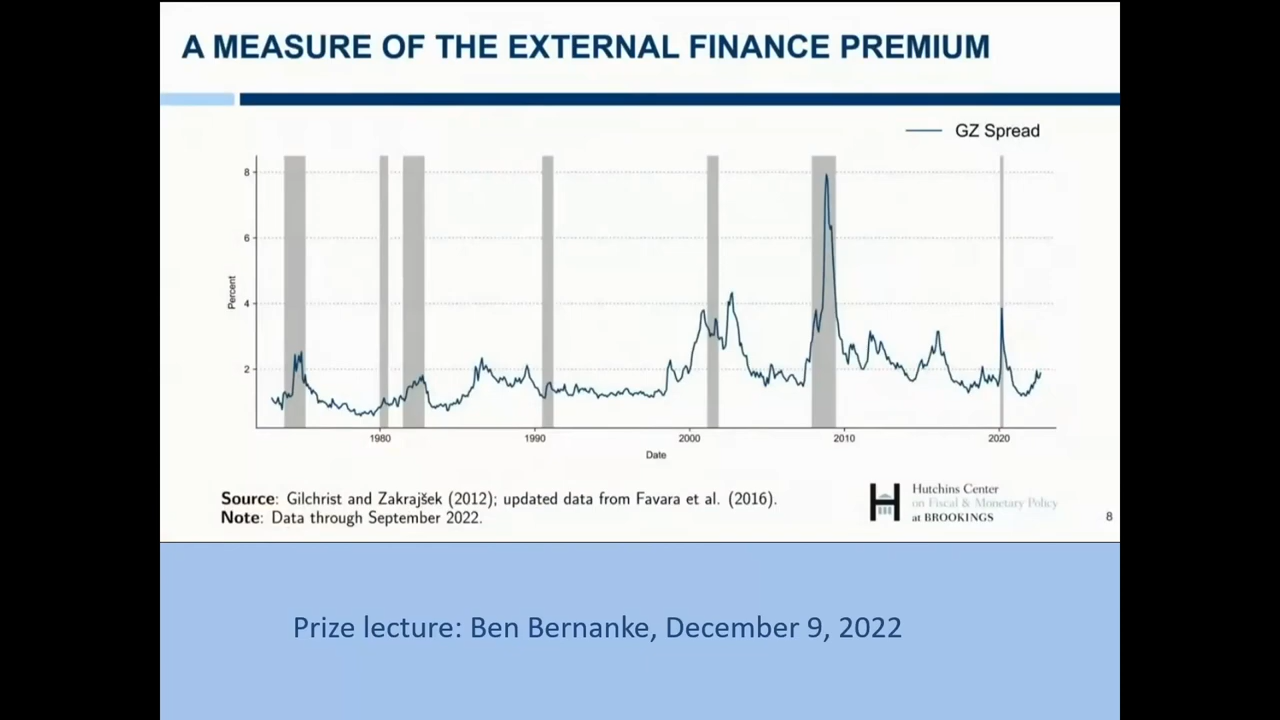 A MEASURE OF THE EXTERNAL FINANCE PREMIUM
GZ Spread
8
6
4
2
Percent
1980
1990
2000
2010
2020
Date
Source: Gilchrist and Zakrajšek (2012); updated data from Favara et al. (2016).
Note: Data through September 2022.
H
Hutchins Center
on Fiscal & Monetary Policy
at BROOKINGS
8
Prize lecture: Ben Bernanke, December 9, 2022